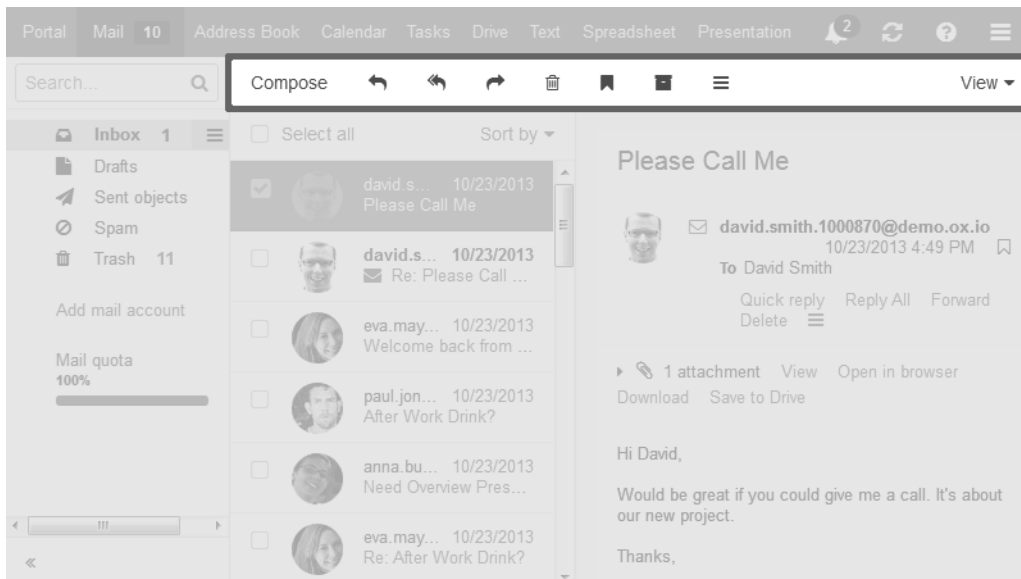 Portal Mail 10 Address Book Calendar Tasks Drive Text Spreadsheet Presentation 2
Search...
Compose View
Inbox 1
Drafts
Sent objects
Spam
Trash 11
Add mail account
Mail quota
100%
Select all Sort by
david.s... 10/23/2013
Please Call Me
david.s... 10/23/2013
Re: Please Call ...
eva.may... 10/23/2013
Welcome back from ...
paul.jon... 10/23/2013
After Work Drink?
anna.bu... 10/23/2013
Need Overview Pres...
eva.may... 10/23/2013
Re: After Work Drink?
Please Call Me
david.smith.1000870@demo.ox.io
10/23/2013 4:49 PM
To David Smith
Quick reply Reply All Forward
Delete
1 attachment View Open in browser
Download Save to Drive
Hi David,
Would be great if you could give me a call. It's about
our new project.
Thanks,